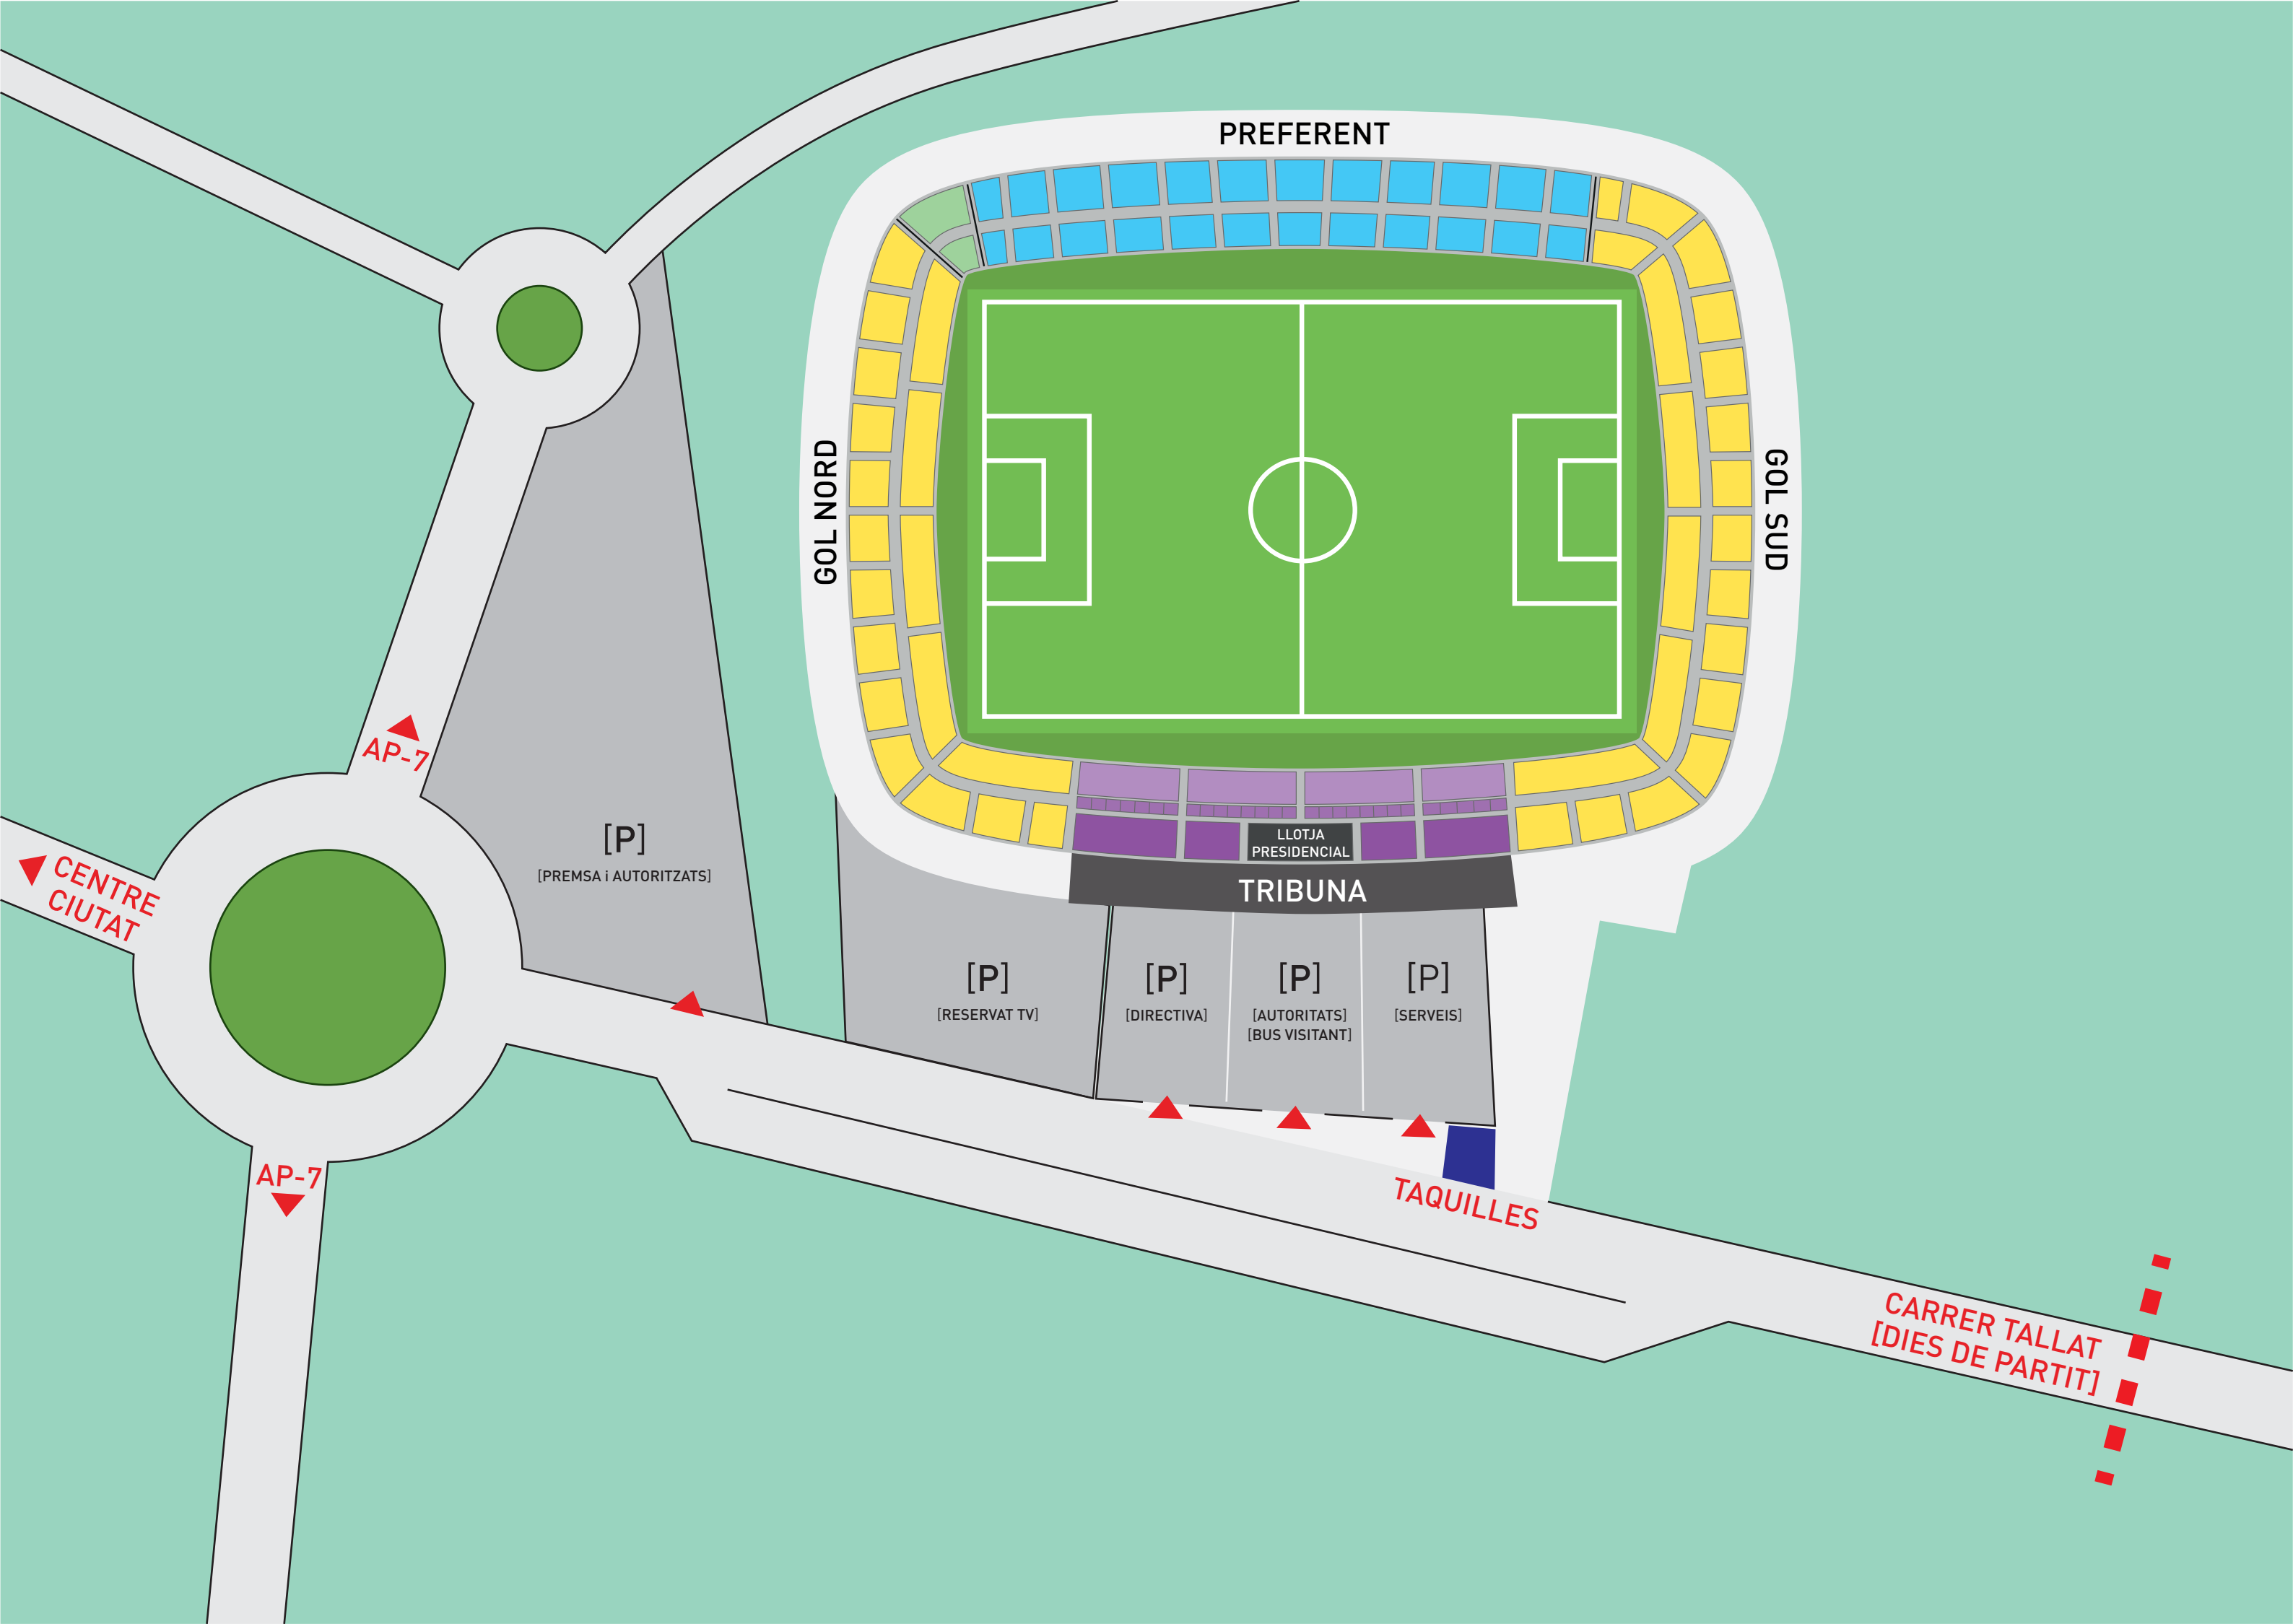 PREFERENT
GOL NORD
GOL SUD
AP-7
[P]
[PREMSA i AUTORITZATS]
LLOTJA
PRESIDENCIAL
TRIBUNA
CENTRE
CIUTAT
[P]
[RESERVAT TV]
[P]
[DIRECTIVA]
[P]
[AUTORITATS]
[BUS VISITANT]
[P]
[SERVEIS]
AP-7
TAQUILLES
CARRER TALLAT
[DIES DE PARTIT]